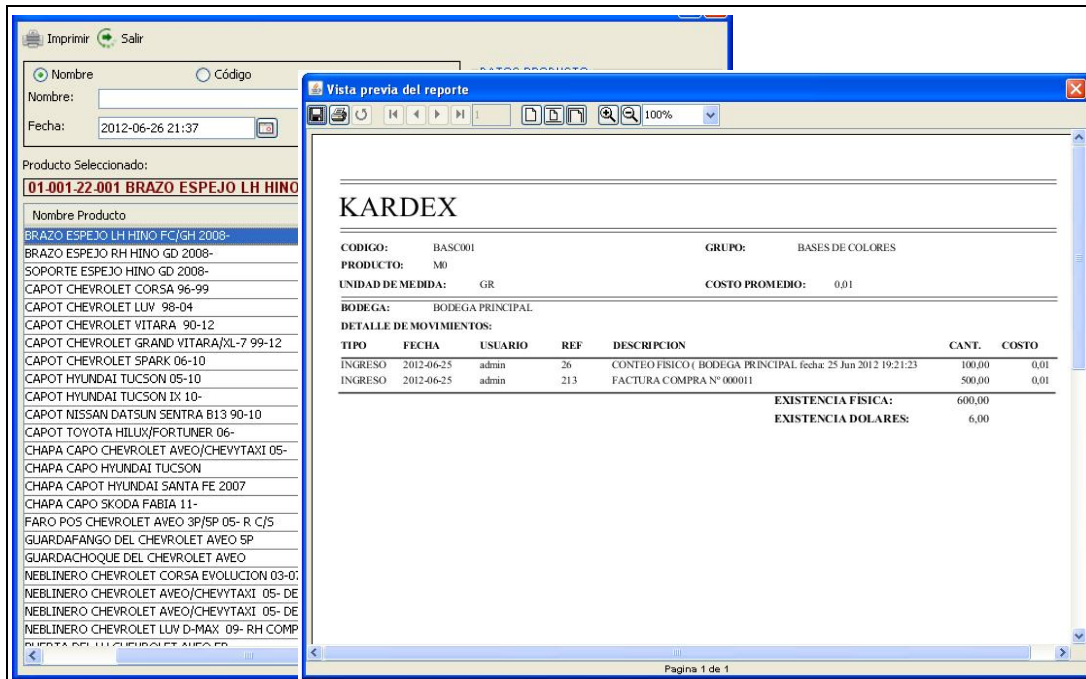 Imprimir Salir
Nombre Código
Nombre:
Fecha: 2012-06-26 21:37
Producto Seleccionado:
01-001-22-001 BRAZO ESPEJO LH HINO
Nombre Producto
BRAZO ESPEJO LH HINO FC/GH 2008-
BRAZO ESPEJO RH HINO GD 2008-
SOPORTE ESPEJO HINO GD 2008-
CAPOT CHEVROLET CORSA 96-99
CAPOT CHEVROLET LUV 98-04
CAPOT CHEVROLET VITARA 90-12
CAPOT CHEVROLET GRAND VITARA/XL-7 99-12
CAPOT CHEVROLET SPARK 06-10
CAPOT HYUNDAI TUCSON 05-10
CAPOT HYUNDAI TUCSON IX 10-
CAPOT NISSAN DATSUN SENTRA B13 90-10
CAPOT TOYOTA HILUX/FORTUNER 06-
CHAPA CAPO CHEVROLET AVEO/CHEVYTAXI 05-
CHAPA CAPO HYUNDAI TUCSON
CHAPA CAPOT HYUNDAI SANTA FE 2007
CHAPA CAPO SKODA FABIA 11-
FARO POS CHEVROLET AVEO 3P/5P 05- R C/S
GUARDAFANGO DEL CHEVROLET AVEO 5P
GUARDACHOQUE DEL CHEVROLET AVEO
NEBLINERO CHEVROLET CORSA EVOLUCION 03-07
NEBLINERO CHEVROLET AVEO/CHEVYTAXI 05- DE
NEBLINERO CHEVROLET AVEO/CHEVYTAXI 05- DE
NEBLINERO CHEVROLET LUV D-MAX 09- RH COMP
Vista previa del reporte
1 100%
KARDEX
CODIGO: BASC001 GRUPO: BASES DE COLORES
PRODUCTO: M0
UNIDAD DE MEDIDA: GR COSTO PROMEDIO: 0,01
BODEGA: BODEGA PRINCIPAL
DETALLE DE MOVIMIENTOS:
TIPO FECHA USUARIO REF DESCRIPCION CANT. COSTO
INGRESO 2012-06-25 admin 26 CONTEO FISICO ( BODEGA PRINCIPAL fecha: 25 Jun 2012 19:21:23 100,00 0,01
INGRESO 2012-06-25 admin 213 FACTURA COMPRA Nº 000011 500,00 0,01
EXISTENCIA FISICA: 600,00
EXISTENCIA DOLARES: 6,00
Pagina 1 de 1